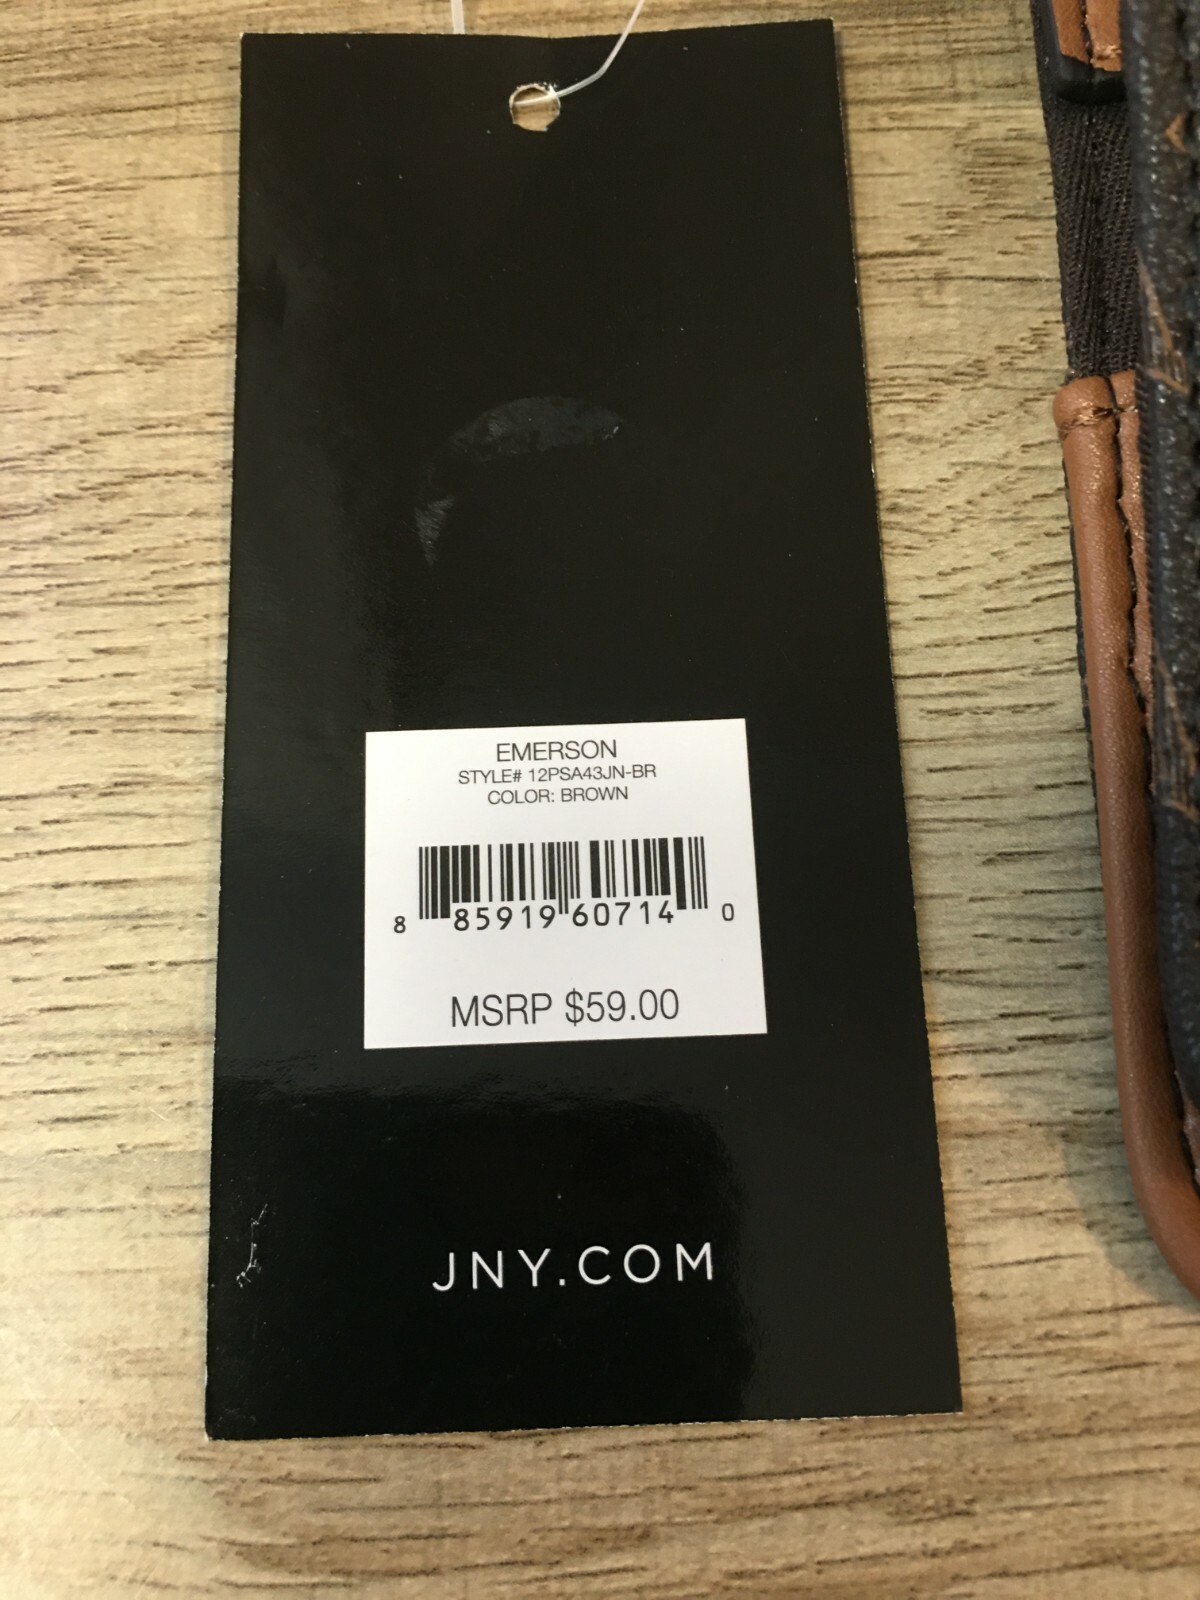 EMERSON
STYLE# 12PSA43JN-BR
COLOR: BROWN
8 85919 60714 0
MSRP $59.00
JNY.COM